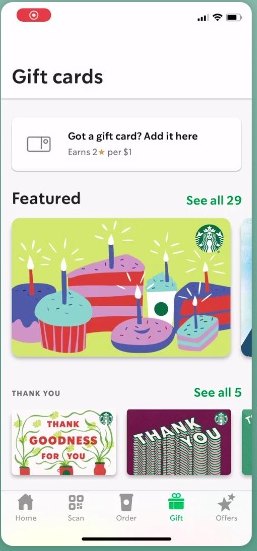 Gift cards
Got a gift card? Add it here
Earns 2★ per $1
Featured
See all 29
THANK YOU
See all 5
THANK
GOODNESS
FOR YOU
THANK
YOU
Home
Scan
Order
Gift
Offers